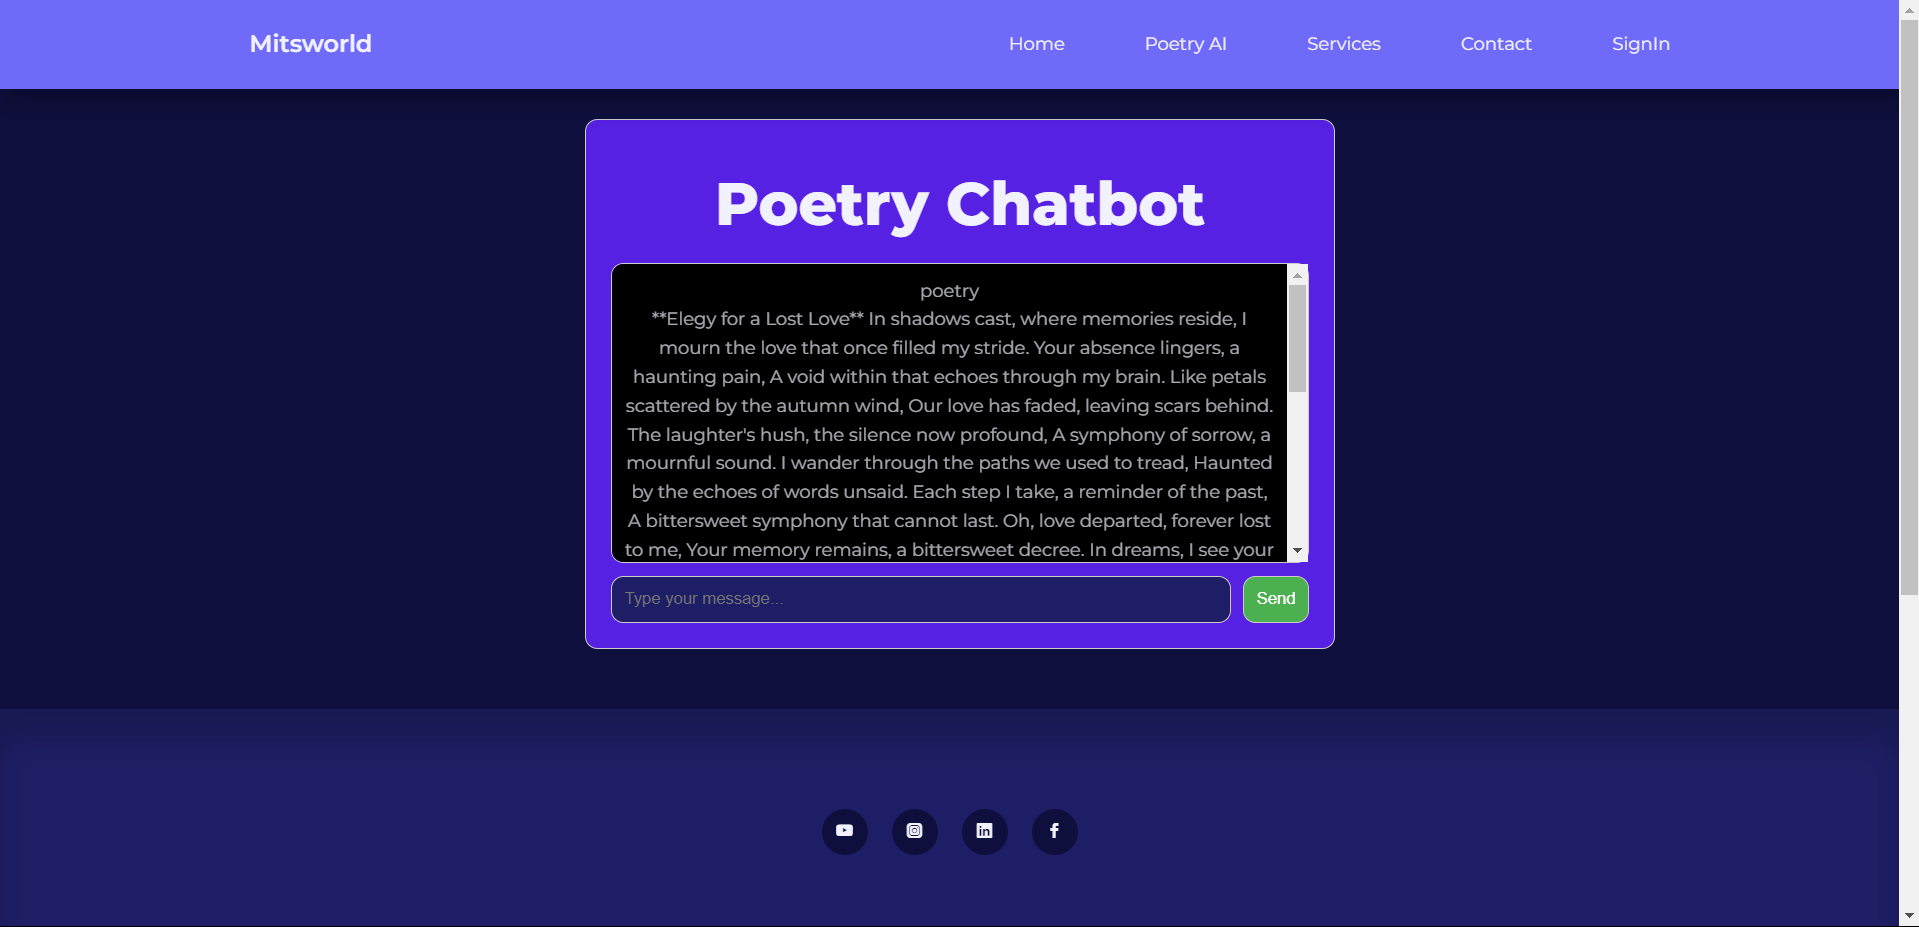 Mitsworld
Home
Poetry AI
Services
Contact
SignIn
Poetry Chatbot
poetry
**Elegy for a Lost Love** In shadows cast, where memories reside, I
mourn the love that once filled my stride. Your absence lingers, a
haunting pain, A void within that echoes through my brain. Like petals
scattered by the autumn wind, Our love has faded, leaving scars behind.
The laughter's hush, the silence now profound, A symphony of sorrow, a
mournful sound. I wander through the paths we used to tread, Haunted
by the echoes of words unsaid. Each step I take, a reminder of the past,
A bittersweet symphony that cannot last. Oh, love departed, forever lost
to me, Your memory remains, a bittersweet decree. In dreams, I see your
Type your message...
Send